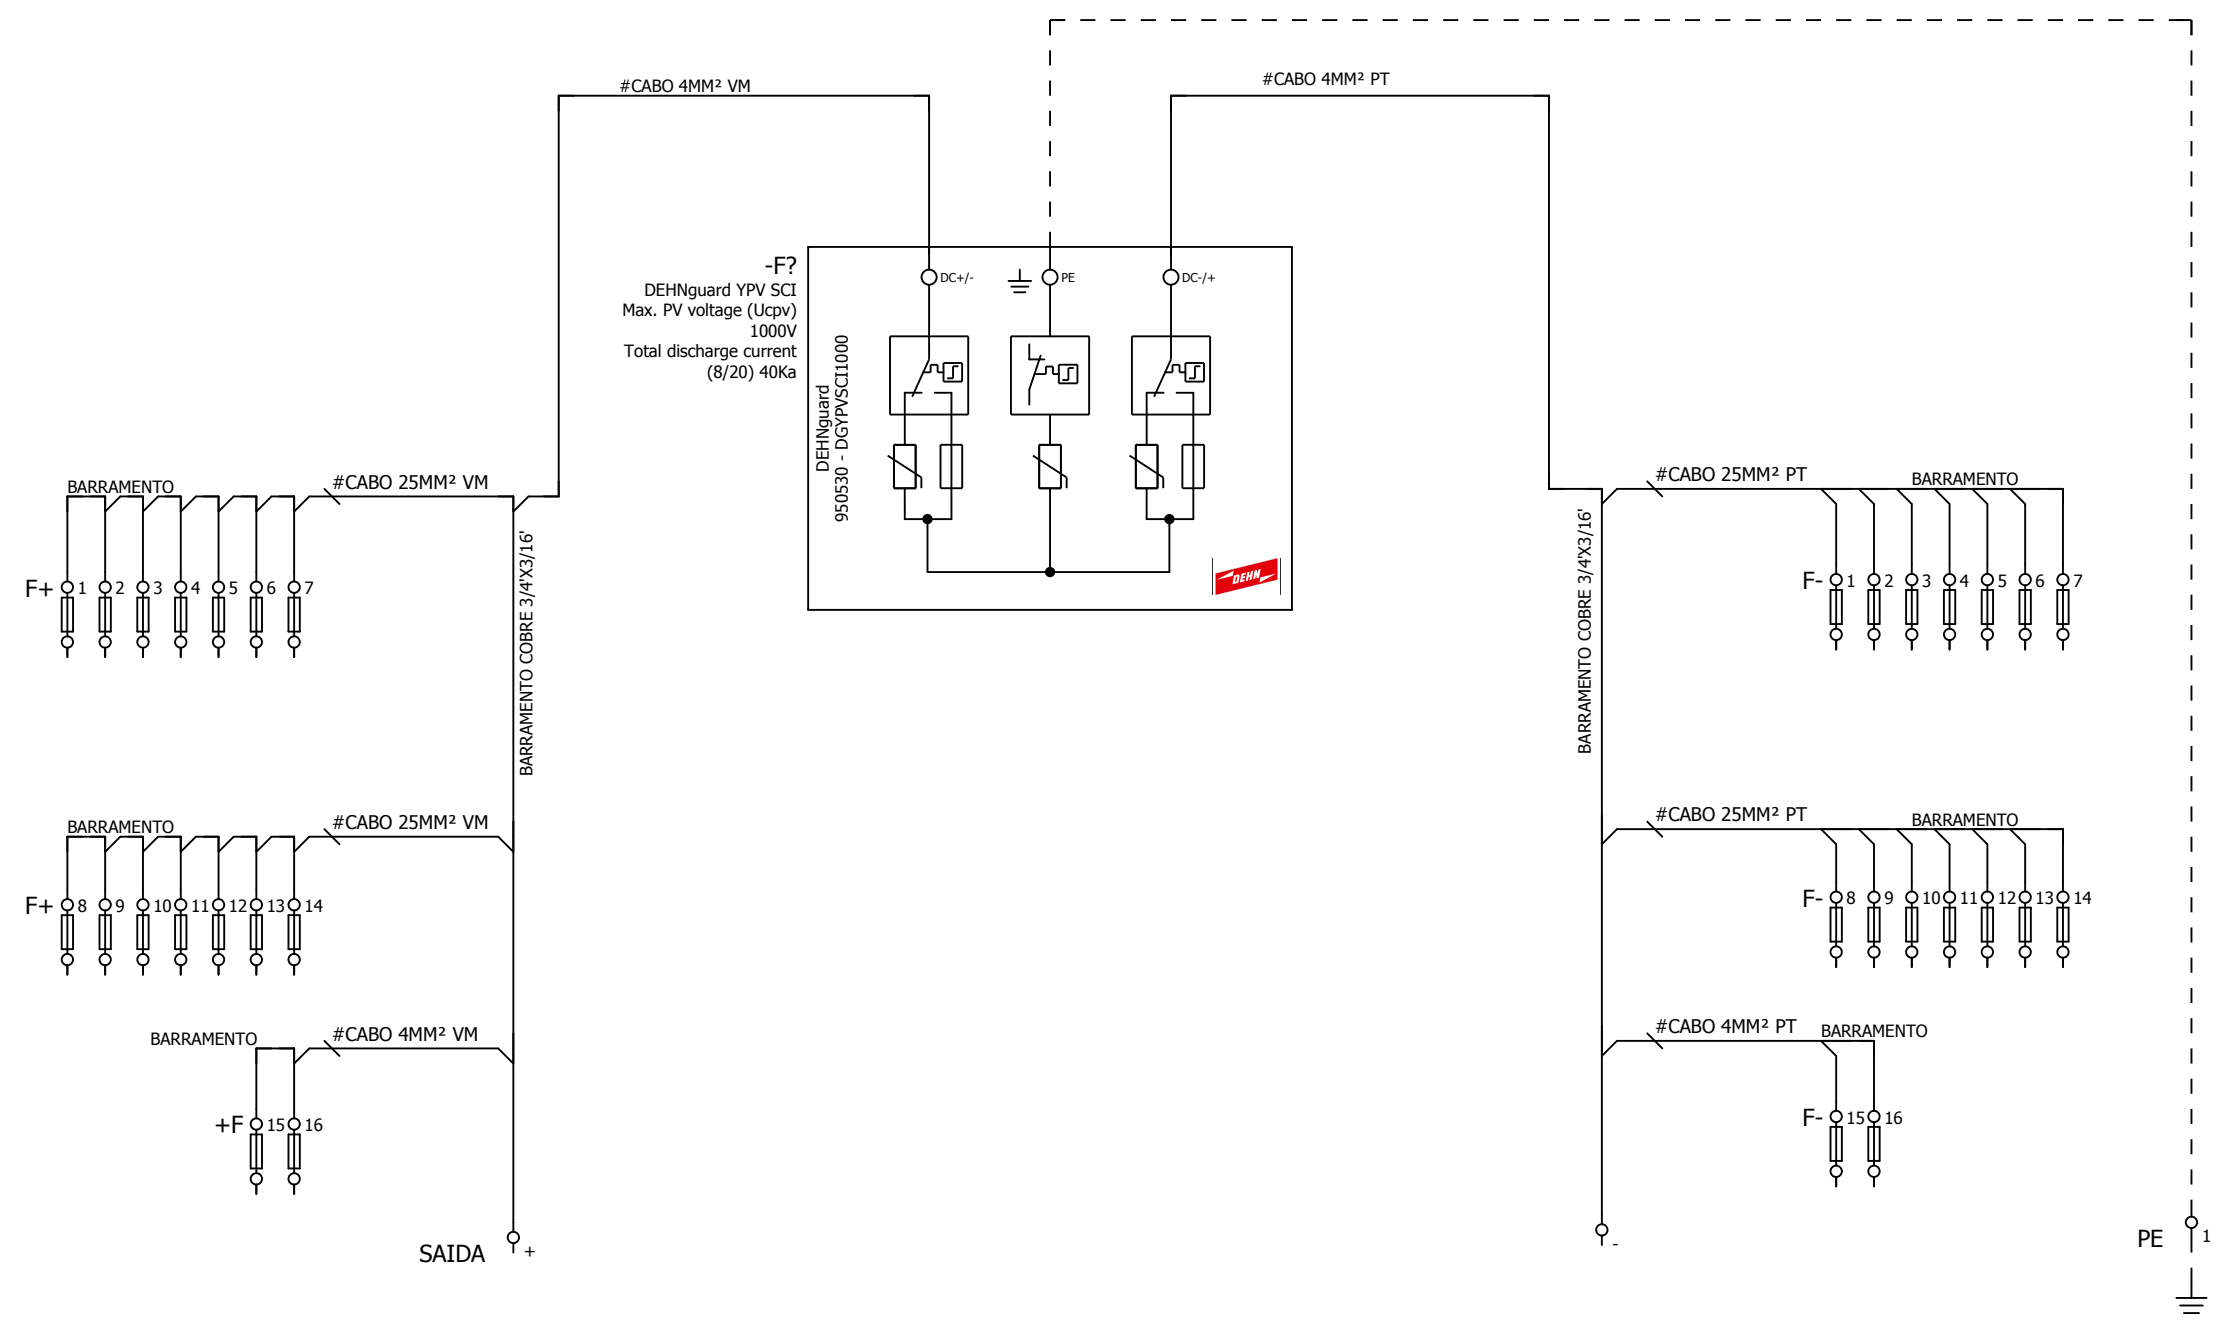 #CABO 4MM² VM
#CABO 4MM² PT
-F?
DEHNguard YPV SCI
Max. PV voltage (Ucpv)
1000V
Total discharge current
(8/20) 40Ka
DEHNguard
950530 - DGYPVSCI1000
DC+/-
PE
DC-/+
DEHN
BARRAMENTO
#CABO 25MM² VM
F+ 1 2 3 4 5 6 7
BARRAMENTO COBRE 3/4'X3/16'
BARRAMENTO COBRE 3/4'X3/16'
#CABO 25MM² PT
BARRAMENTO
F- 1 2 3 4 5 6 7
BARRAMENTO
#CABO 25MM² VM
F+ 8 9 10 11 12 13 14
#CABO 25MM² PT
BARRAMENTO
F- 8 9 10 11 12 13 14
BARRAMENTO
#CABO 4MM² VM
+F 15 16
#CABO 4MM² PT
BARRAMENTO
F- 15 16
SAIDA +
-
PE 1